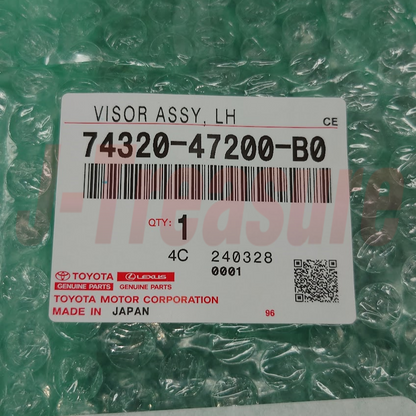 VISOR ASSY, LH
CE
74320-47200-B0
QTY: 1
4C 240328
0001
TOYOTA LEXUS
GENUINE PARTS GENUINE PARTS
TOYOTA MOTOR CORPORATION
MADE IN JAPAN 96
J-Treasure